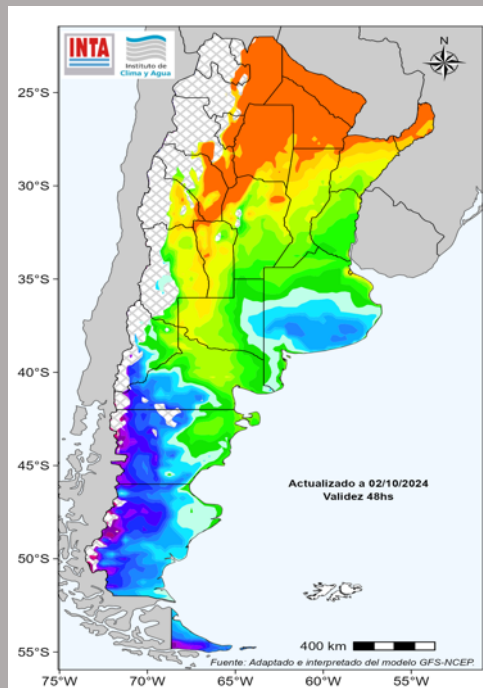 INTA
Instituto de
Clima y Agua
N
25°S
30°S
35°S
40°S
45°S
50°S
55°S
Actualizado a 02/10/2024
Validez 48hs
400 km
Fuente: Adaptado e interpretado del modelo GFS-NCEP.
75°W
70°W
65°W
60°W
55°W